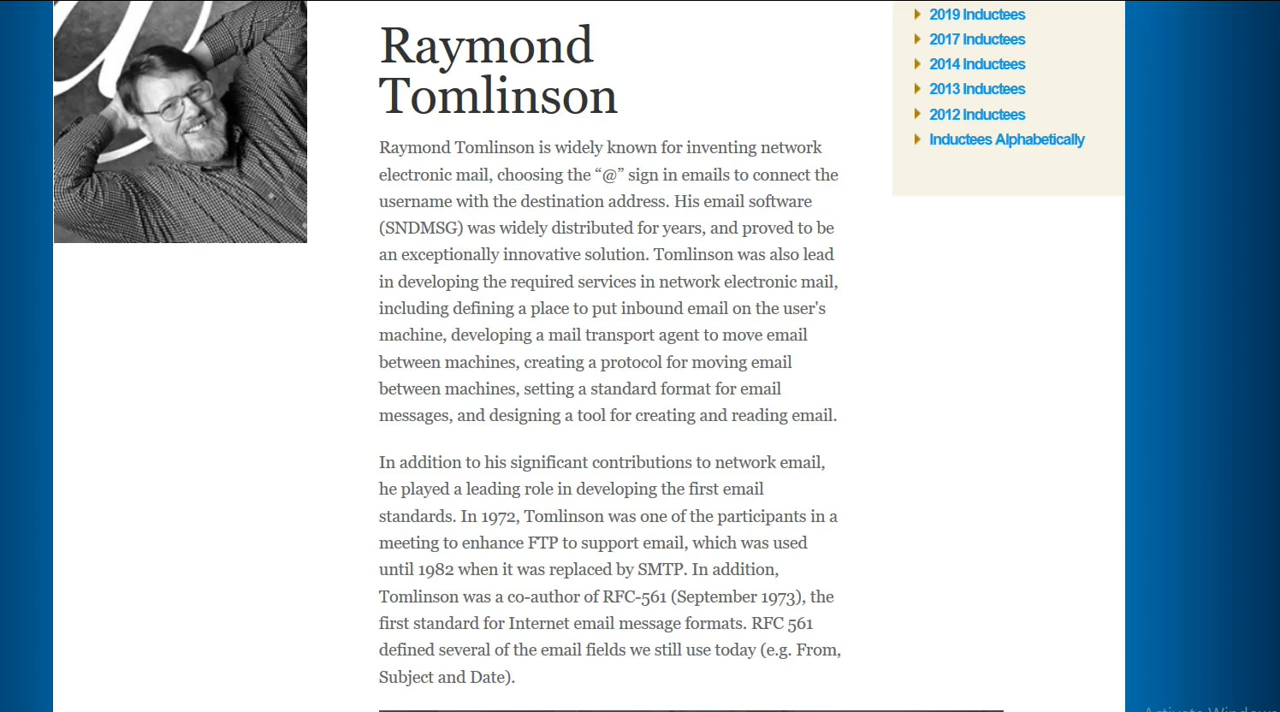 Raymond
Tomlinson
Raymond Tomlinson is widely known for inventing network
electronic mail, choosing the “@” sign in emails to connect the
username with the destination address. His email software
(SNDMSG) was widely distributed for years, and proved to be
an exceptionally innovative solution. Tomlinson was also lead
in developing the required services in network electronic mail,
including defining a place to put inbound email on the user's
machine, developing a mail transport agent to move email
between machines, creating a protocol for moving email
between machines, setting a standard format for email
messages, and designing a tool for creating and reading email.
In addition to his significant contributions to network email,
he played a leading role in developing the first email
standards. In 1972, Tomlinson was one of the participants in a
meeting to enhance FTP to support email, which was used
until 1982 when it was replaced by SMTP. In addition,
Tomlinson was a co-author of RFC-561 (September 1973), the
first standard for Internet email message formats. RFC 561
defined several of the email fields we still use today (e.g. From,
Subject and Date).
2019 Inductees
2017 Inductees
2014 Inductees
2013 Inductees
2012 Inductees
Inductees Alphabetically